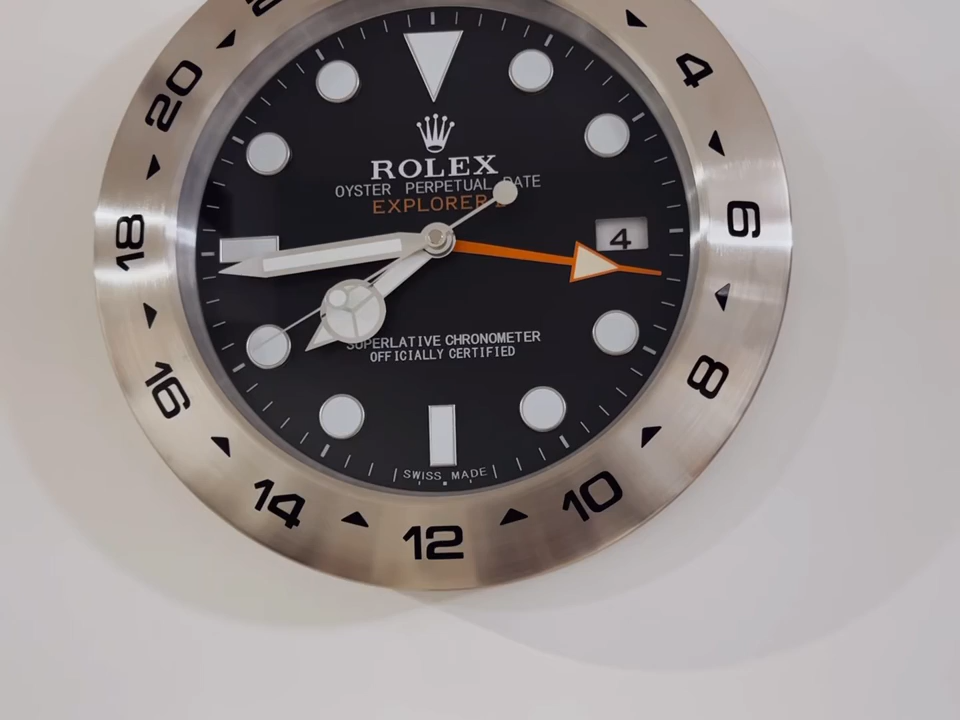 4
20
ROLEX
OYSTER PERPETUAL DATE
EXPLORER
18
6
4
SUPERLATIVE CHRONOMETER
OFFICIALLY CERTIFIED
16
8
SWISS MADE
14
10
12